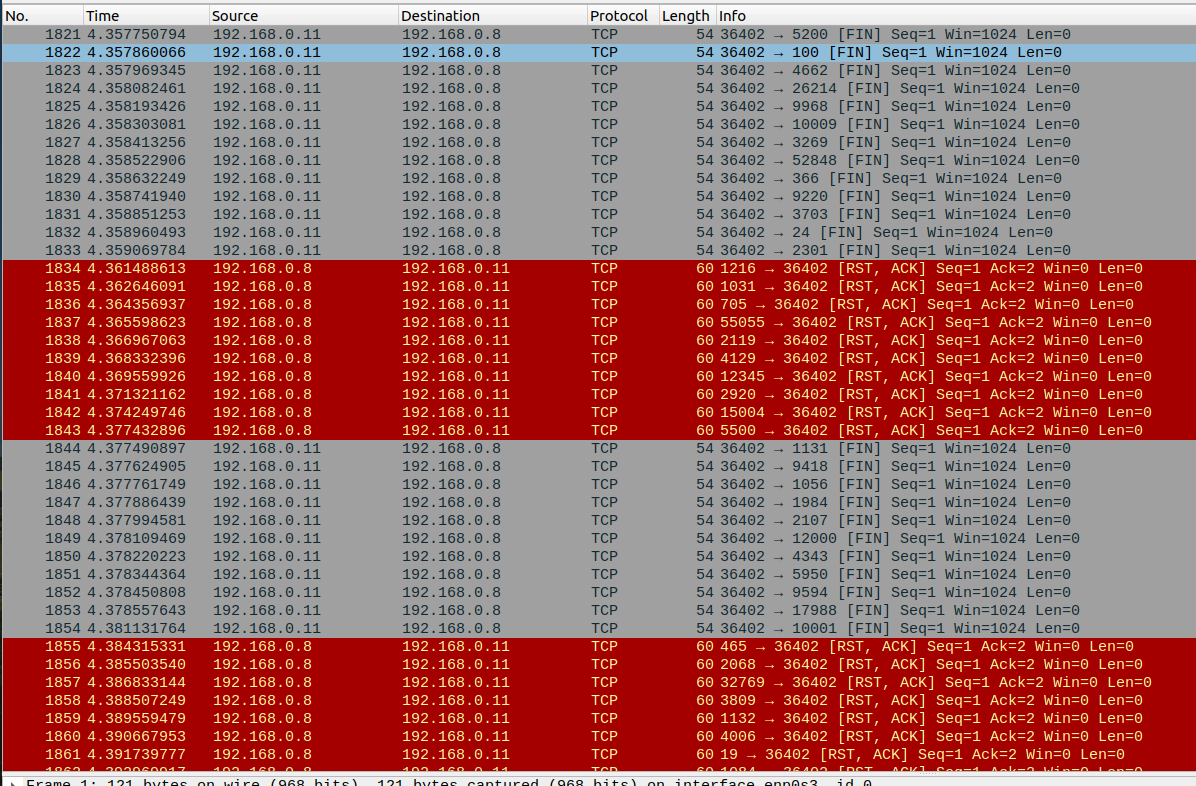 No. Time Source Destination Protocol Length Info
1821 4.357750794 192.168.0.11 192.168.0.8 TCP 54 36402 → 5200 [FIN] Seq=1 Win=1024 Len=0
1822 4.357860066 192.168.0.11 192.168.0.8 TCP 54 36402 → 100 [FIN] Seq=1 Win=1024 Len=0
1823 4.357969345 192.168.0.11 192.168.0.8 TCP 54 36402 → 4662 [FIN] Seq=1 Win=1024 Len=0
1824 4.358082461 192.168.0.11 192.168.0.8 TCP 54 36402 → 26214 [FIN] Seq=1 Win=1024 Len=0
1825 4.358193426 192.168.0.11 192.168.0.8 TCP 54 36402 → 9968 [FIN] Seq=1 Win=1024 Len=0
1826 4.358303081 192.168.0.11 192.168.0.8 TCP 54 36402 → 10009 [FIN] Seq=1 Win=1024 Len=0
1827 4.358413256 192.168.0.11 192.168.0.8 TCP 54 36402 → 3269 [FIN] Seq=1 Win=1024 Len=0
1828 4.358522906 192.168.0.11 192.168.0.8 TCP 54 36402 → 52848 [FIN] Seq=1 Win=1024 Len=0
1829 4.358632249 192.168.0.11 192.168.0.8 TCP 54 36402 → 366 [FIN] Seq=1 Win=1024 Len=0
1830 4.358741940 192.168.0.11 192.168.0.8 TCP 54 36402 → 9220 [FIN] Seq=1 Win=1024 Len=0
1831 4.358851253 192.168.0.11 192.168.0.8 TCP 54 36402 → 3703 [FIN] Seq=1 Win=1024 Len=0
1832 4.358960493 192.168.0.11 192.168.0.8 TCP 54 36402 → 24 [FIN] Seq=1 Win=1024 Len=0
1833 4.359069784 192.168.0.11 192.168.0.8 TCP 54 36402 → 2301 [FIN] Seq=1 Win=1024 Len=0
1834 4.361488613 192.168.0.8 192.168.0.11 TCP 60 1216 → 36402 [RST, ACK] Seq=1 Ack=2 Win=0 Len=0
1835 4.362646091 192.168.0.8 192.168.0.11 TCP 60 1031 → 36402 [RST, ACK] Seq=1 Ack=2 Win=0 Len=0
1836 4.364356937 192.168.0.8 192.168.0.11 TCP 60 705 → 36402 [RST, ACK] Seq=1 Ack=2 Win=0 Len=0
1837 4.365598623 192.168.0.8 192.168.0.11 TCP 60 55055 → 36402 [RST, ACK] Seq=1 Ack=2 Win=0 Len=0
1838 4.366967063 192.168.0.8 192.168.0.11 TCP 60 2119 → 36402 [RST, ACK] Seq=1 Ack=2 Win=0 Len=0
1839 4.368332396 192.168.0.8 192.168.0.11 TCP 60 4129 → 36402 [RST, ACK] Seq=1 Ack=2 Win=0 Len=0
1840 4.369559926 192.168.0.8 192.168.0.11 TCP 60 12345 → 36402 [RST, ACK] Seq=1 Ack=2 Win=0 Len=0
1841 4.371321162 192.168.0.8 192.168.0.11 TCP 60 2920 → 36402 [RST, ACK] Seq=1 Ack=2 Win=0 Len=0
1842 4.374249746 192.168.0.8 192.168.0.11 TCP 60 15004 → 36402 [RST, ACK] Seq=1 Ack=2 Win=0 Len=0
1843 4.377432896 192.168.0.8 192.168.0.11 TCP 60 5500 → 36402 [RST, ACK] Seq=1 Ack=2 Win=0 Len=0
1844 4.377490897 192.168.0.11 192.168.0.8 TCP 54 36402 → 1131 [FIN] Seq=1 Win=1024 Len=0
1845 4.377624905 192.168.0.11 192.168.0.8 TCP 54 36402 → 9418 [FIN] Seq=1 Win=1024 Len=0
1846 4.377761749 192.168.0.11 192.168.0.8 TCP 54 36402 → 1056 [FIN] Seq=1 Win=1024 Len=0
1847 4.377886439 192.168.0.11 192.168.0.8 TCP 54 36402 → 1984 [FIN] Seq=1 Win=1024 Len=0
1848 4.377994581 192.168.0.11 192.168.0.8 TCP 54 36402 → 2107 [FIN] Seq=1 Win=1024 Len=0
1849 4.378109469 192.168.0.11 192.168.0.8 TCP 54 36402 → 12000 [FIN] Seq=1 Win=1024 Len=0
1850 4.378220223 192.168.0.11 192.168.0.8 TCP 54 36402 → 4343 [FIN] Seq=1 Win=1024 Len=0
1851 4.378344364 192.168.0.11 192.168.0.8 TCP 54 36402 → 5950 [FIN] Seq=1 Win=1024 Len=0
1852 4.378450808 192.168.0.11 192.168.0.8 TCP 54 36402 → 9594 [FIN] Seq=1 Win=1024 Len=0
1853 4.378557643 192.168.0.11 192.168.0.8 TCP 54 36402 → 17988 [FIN] Seq=1 Win=1024 Len=0
1854 4.381131764 192.168.0.11 192.168.0.8 TCP 54 36402 → 10001 [FIN] Seq=1 Win=1024 Len=0
1855 4.384315331 192.168.0.8 192.168.0.11 TCP 60 465 → 36402 [RST, ACK] Seq=1 Ack=2 Win=0 Len=0
1856 4.385503540 192.168.0.8 192.168.0.11 TCP 60 2068 → 36402 [RST, ACK] Seq=1 Ack=2 Win=0 Len=0
1857 4.386833144 192.168.0.8 192.168.0.11 TCP 60 32769 → 36402 [RST, ACK] Seq=1 Ack=2 Win=0 Len=0
1858 4.388507249 192.168.0.8 192.168.0.11 TCP 60 3809 → 36402 [RST, ACK] Seq=1 Ack=2 Win=0 Len=0
1859 4.389559479 192.168.0.8 192.168.0.11 TCP 60 1132 → 36402 [RST, ACK] Seq=1 Ack=2 Win=0 Len=0
1860 4.390667953 192.168.0.8 192.168.0.11 TCP 60 4006 → 36402 [RST, ACK] Seq=1 Ack=2 Win=0 Len=0
1861 4.391739777 192.168.0.8 192.168.0.11 TCP 60 19 → 36402 [RST, ACK] Seq=1 Ack=2 Win=0 Len=0
Frame 1: 121 bytes on wire (968 bits), 121 bytes captured (968 bits) on interface enp0s3, id 0